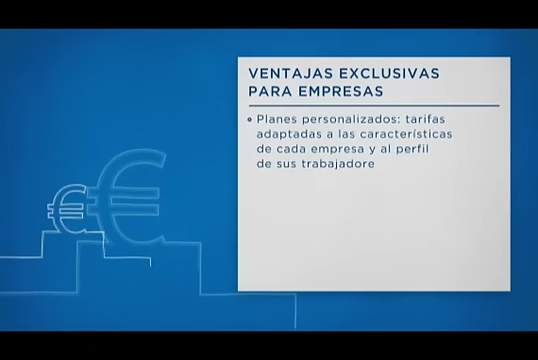 VENTAJAS EXCLUSIVAS
PARA EMPRESAS
Planes personalizados: tarifas
adaptadas a las características
de cada empresa y al perfil
de sus trabajadore